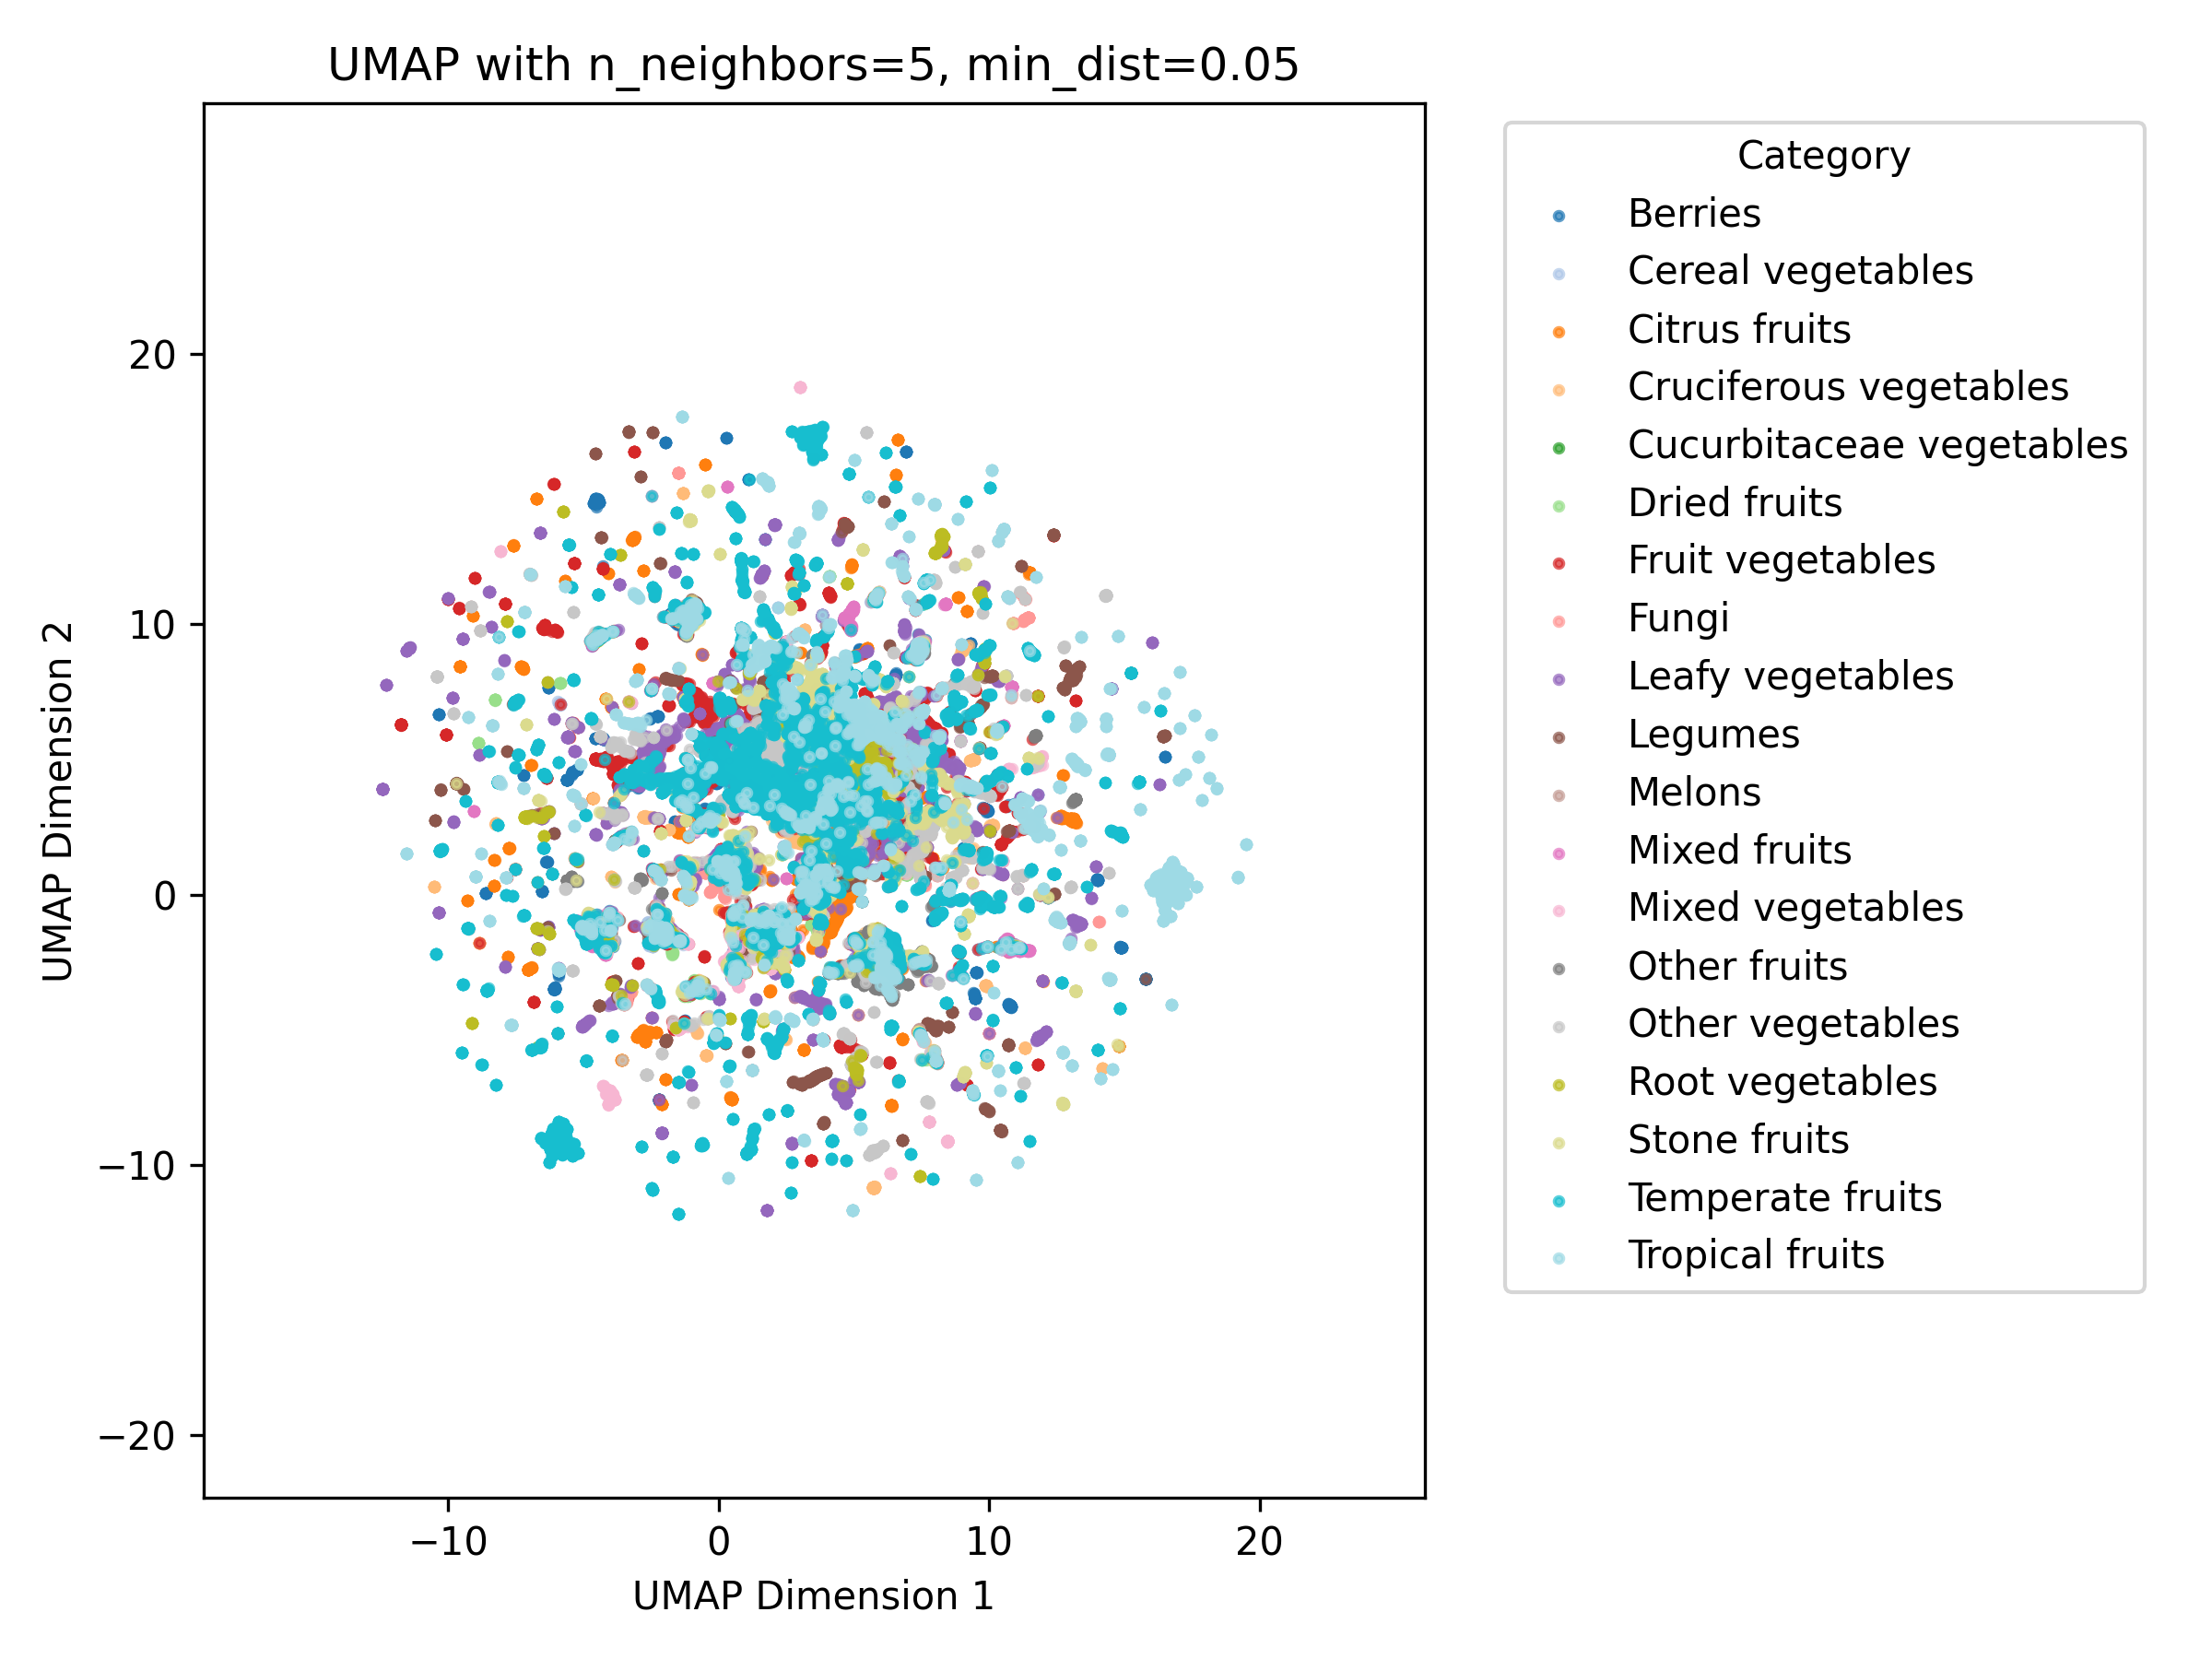 UMAP with n_neighbors=5, min_dist=0.05
UMAP Dimension 2
20
10
0
−10
−20
−10
0
10
20
UMAP Dimension 1
Category
Berries
Cereal vegetables
Citrus fruits
Cruciferous vegetables
Cucurbitaceae vegetables
Dried fruits
Fruit vegetables
Fungi
Leafy vegetables
Legumes
Melons
Mixed fruits
Mixed vegetables
Other fruits
Other vegetables
Root vegetables
Stone fruits
Temperate fruits
Tropical fruits